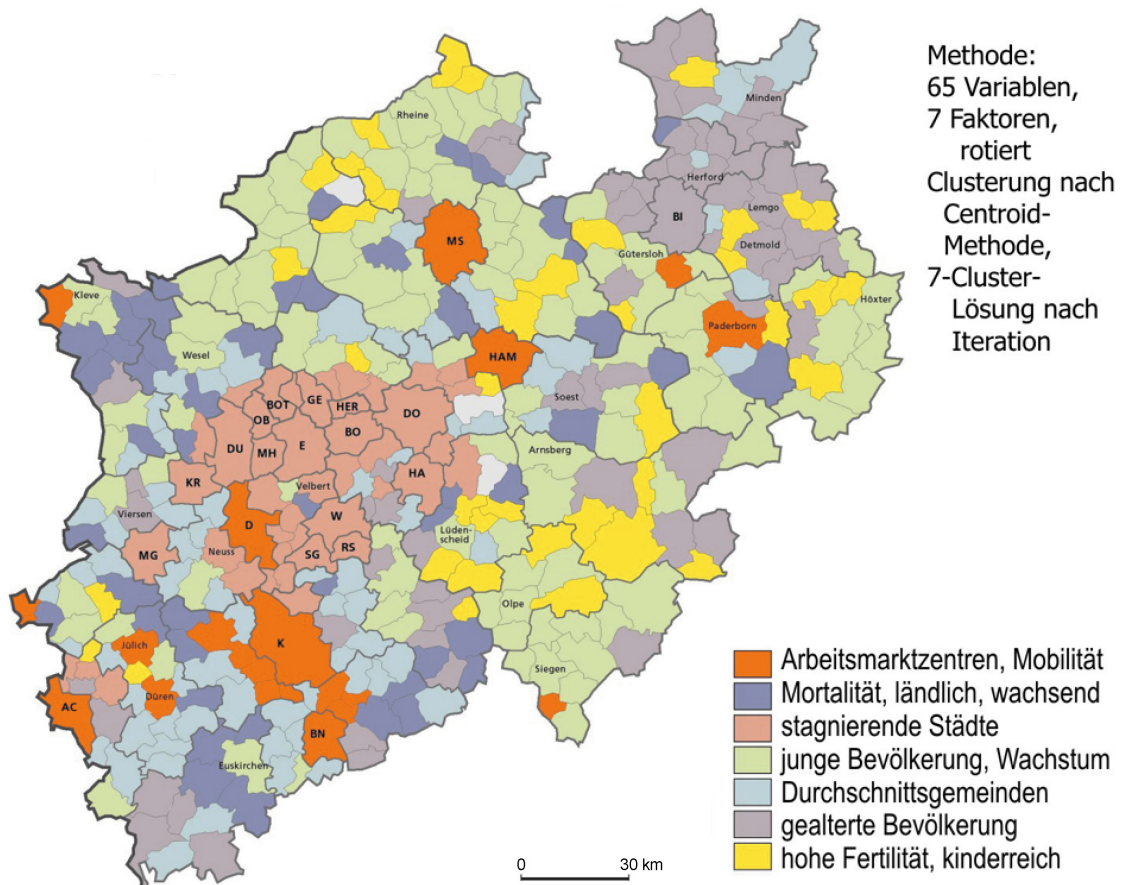 Methode:
65 Variablen,
7 Faktoren,
rotiert
Clusterung nach
Centroid-
Methode,
7-Cluster-
Lösung nach
Iteration
Rheine
Minden
Herford
BI
Lemgo
MS
Detmold
Gütersloh
Kleve
Höxter
Paderborn
Wesel
HAM
Soest
BOT
GE
HER
DO
OB
BO
Arnsberg
DU
MH
E
HA
KR
Velbert
Viersen
W
D
Lüden-
scheid
MG
Neuss
SG
RS
Olpe
K
Jülich
Siegen
Düren
AC
BN
Euskirchen
Arbeitsmarktzentren, Mobilität
Mortalität, ländlich, wachsend
stagnierende Städte
junge Bevölkerung, Wachstum
Durchschnittsgemeinden
gealterte Bevölkerung
hohe Fertilität, kinderreich
0 30 km